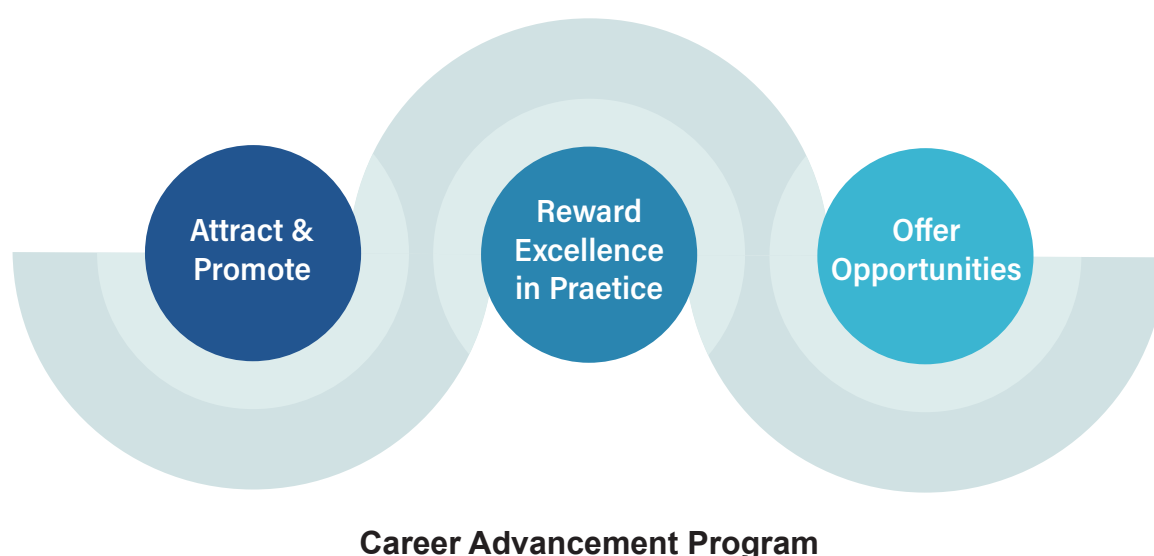 Attract &
Promote
Reward
Excellence
in Praetice
Offer
Opportunities
Career Advancement Program